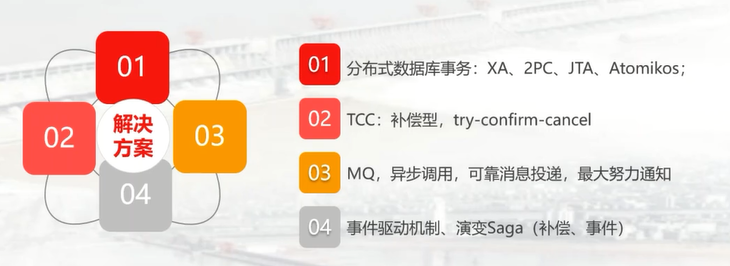 01
02
解决
方案
03
04
01 分布式数据库事务：XA、2PC、JTA、Atomikos；
02 TCC：补偿型，try-confirm-cancel
03 MQ，异步调用，可靠消息投递，最大努力通知
04 事件驱动机制、演变Saga（补偿、事件）